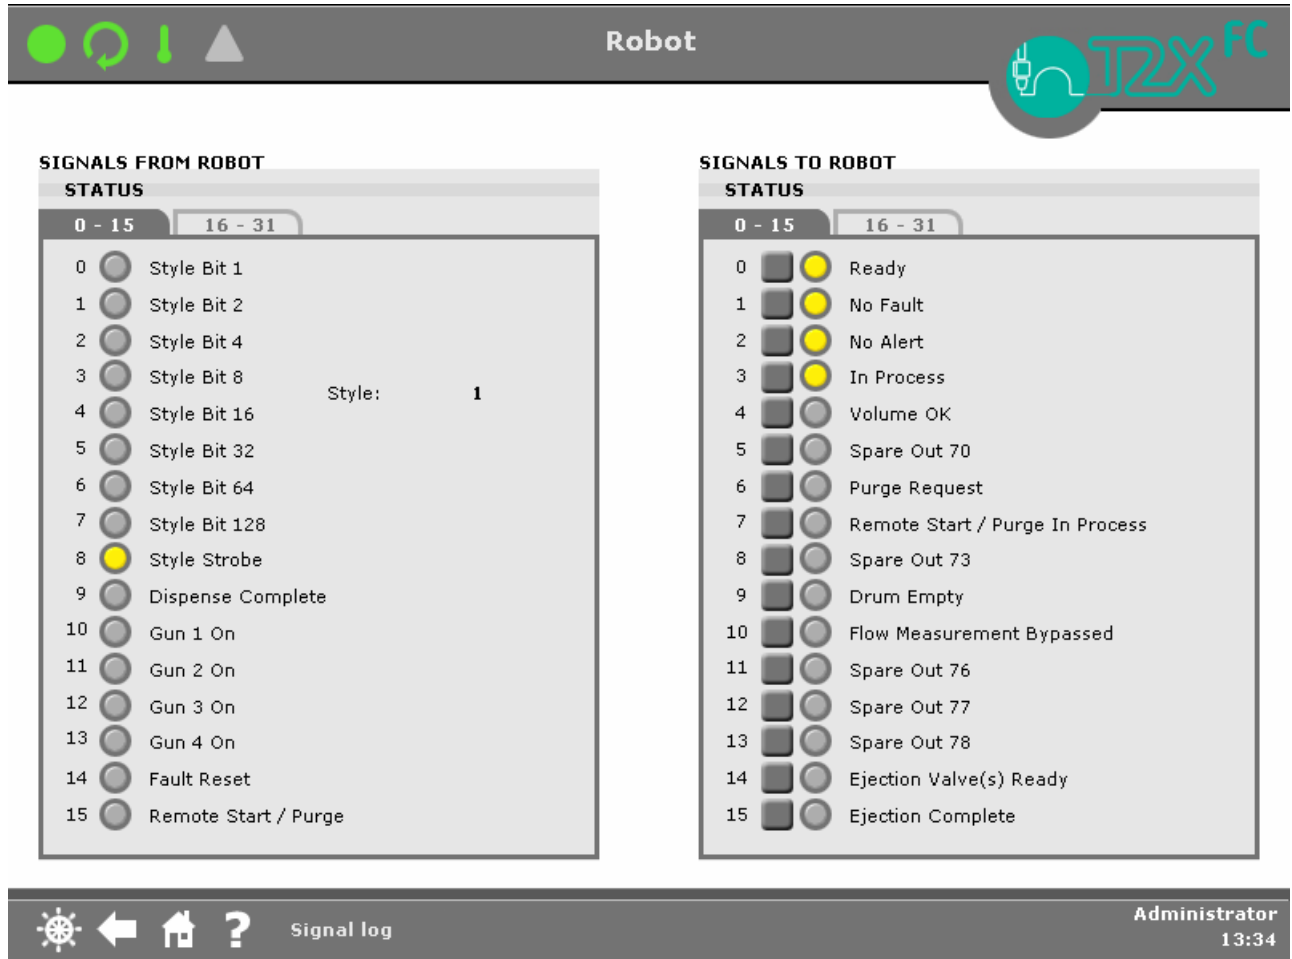 Robot
T2X FC
SIGNALS FROM ROBOT
STATUS
0 - 15
16 - 31
0 Style Bit 1
1 Style Bit 2
2 Style Bit 4
3 Style Bit 8
Style: 1
4 Style Bit 16
5 Style Bit 32
6 Style Bit 64
7 Style Bit 128
8 Style Strobe
9 Dispense Complete
10 Gun 1 On
11 Gun 2 On
12 Gun 3 On
13 Gun 4 On
14 Fault Reset
15 Remote Start / Purge
SIGNALS TO ROBOT
STATUS
0 - 15
16 - 31
0 Ready
1 No Fault
2 No Alert
3 In Process
4 Volume OK
5 Spare Out 70
6 Purge Request
7 Remote Start / Purge In Process
8 Spare Out 73
9 Drum Empty
10 Flow Measurement Bypassed
11 Spare Out 76
12 Spare Out 77
13 Spare Out 78
14 Ejection Valve(s) Ready
15 Ejection Complete
?
Signal log
Administrator
13:34